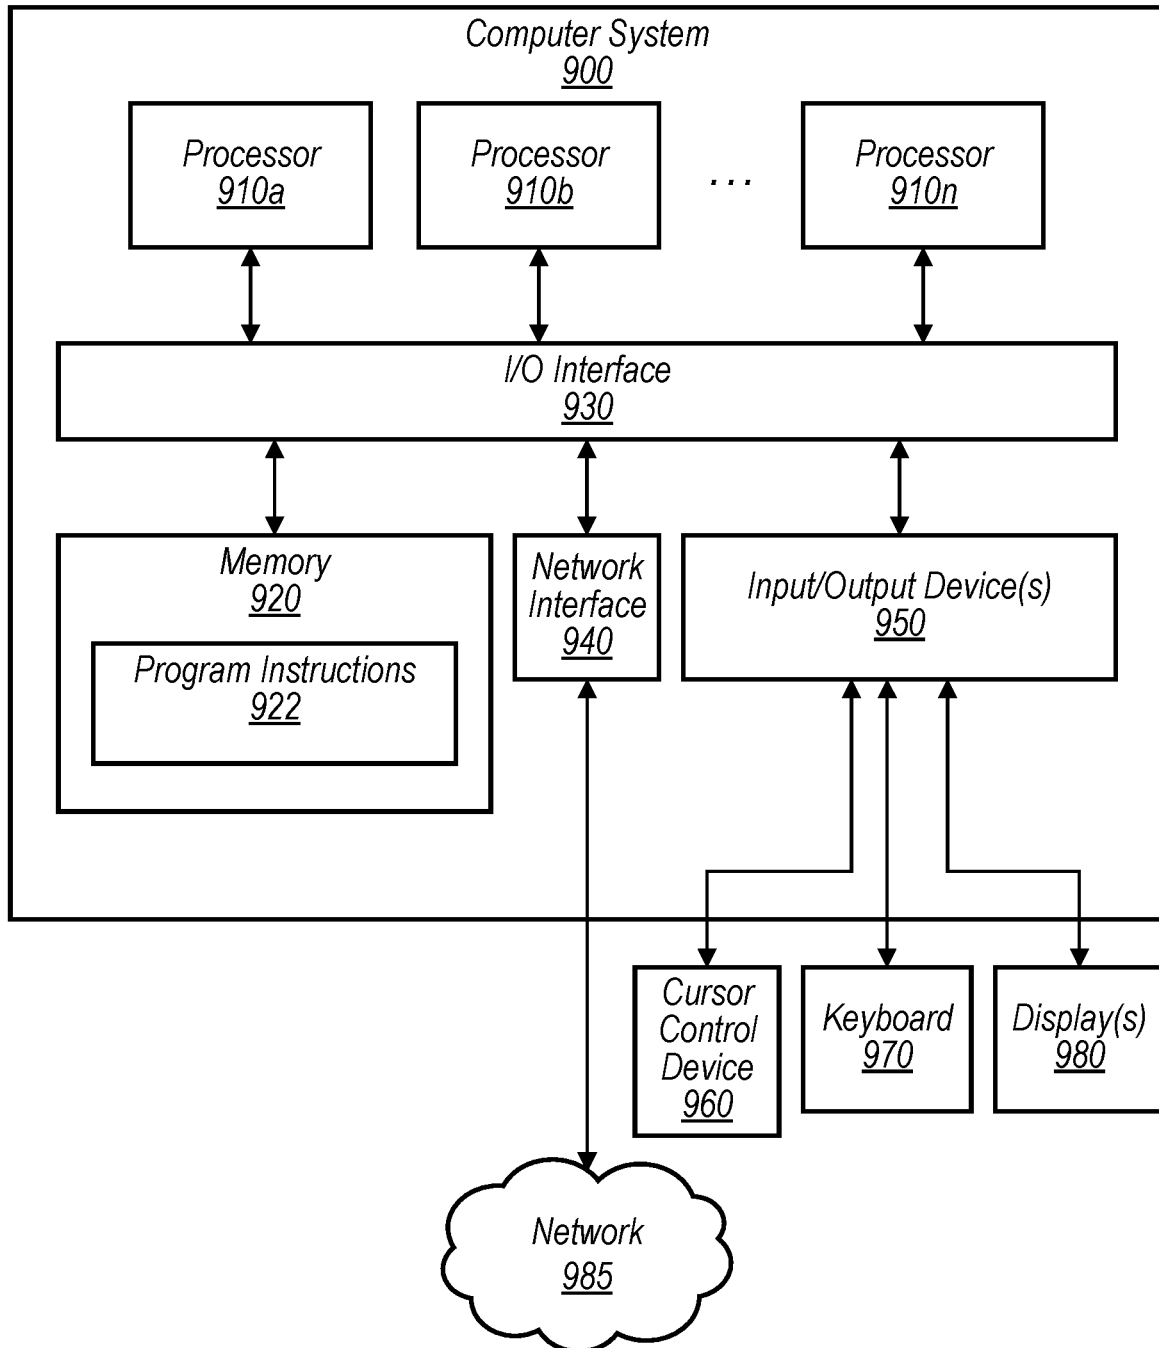 Computer System
900
Processor
910a
Processor
910b
...
Processor
910n
I/O Interface
930
Memory
920
Program Instructions
922
Network
Interface
940
Input/Output Device(s)
950
Cursor
Control
Device
960
Keyboard
970
Display(s)
980
Network
985